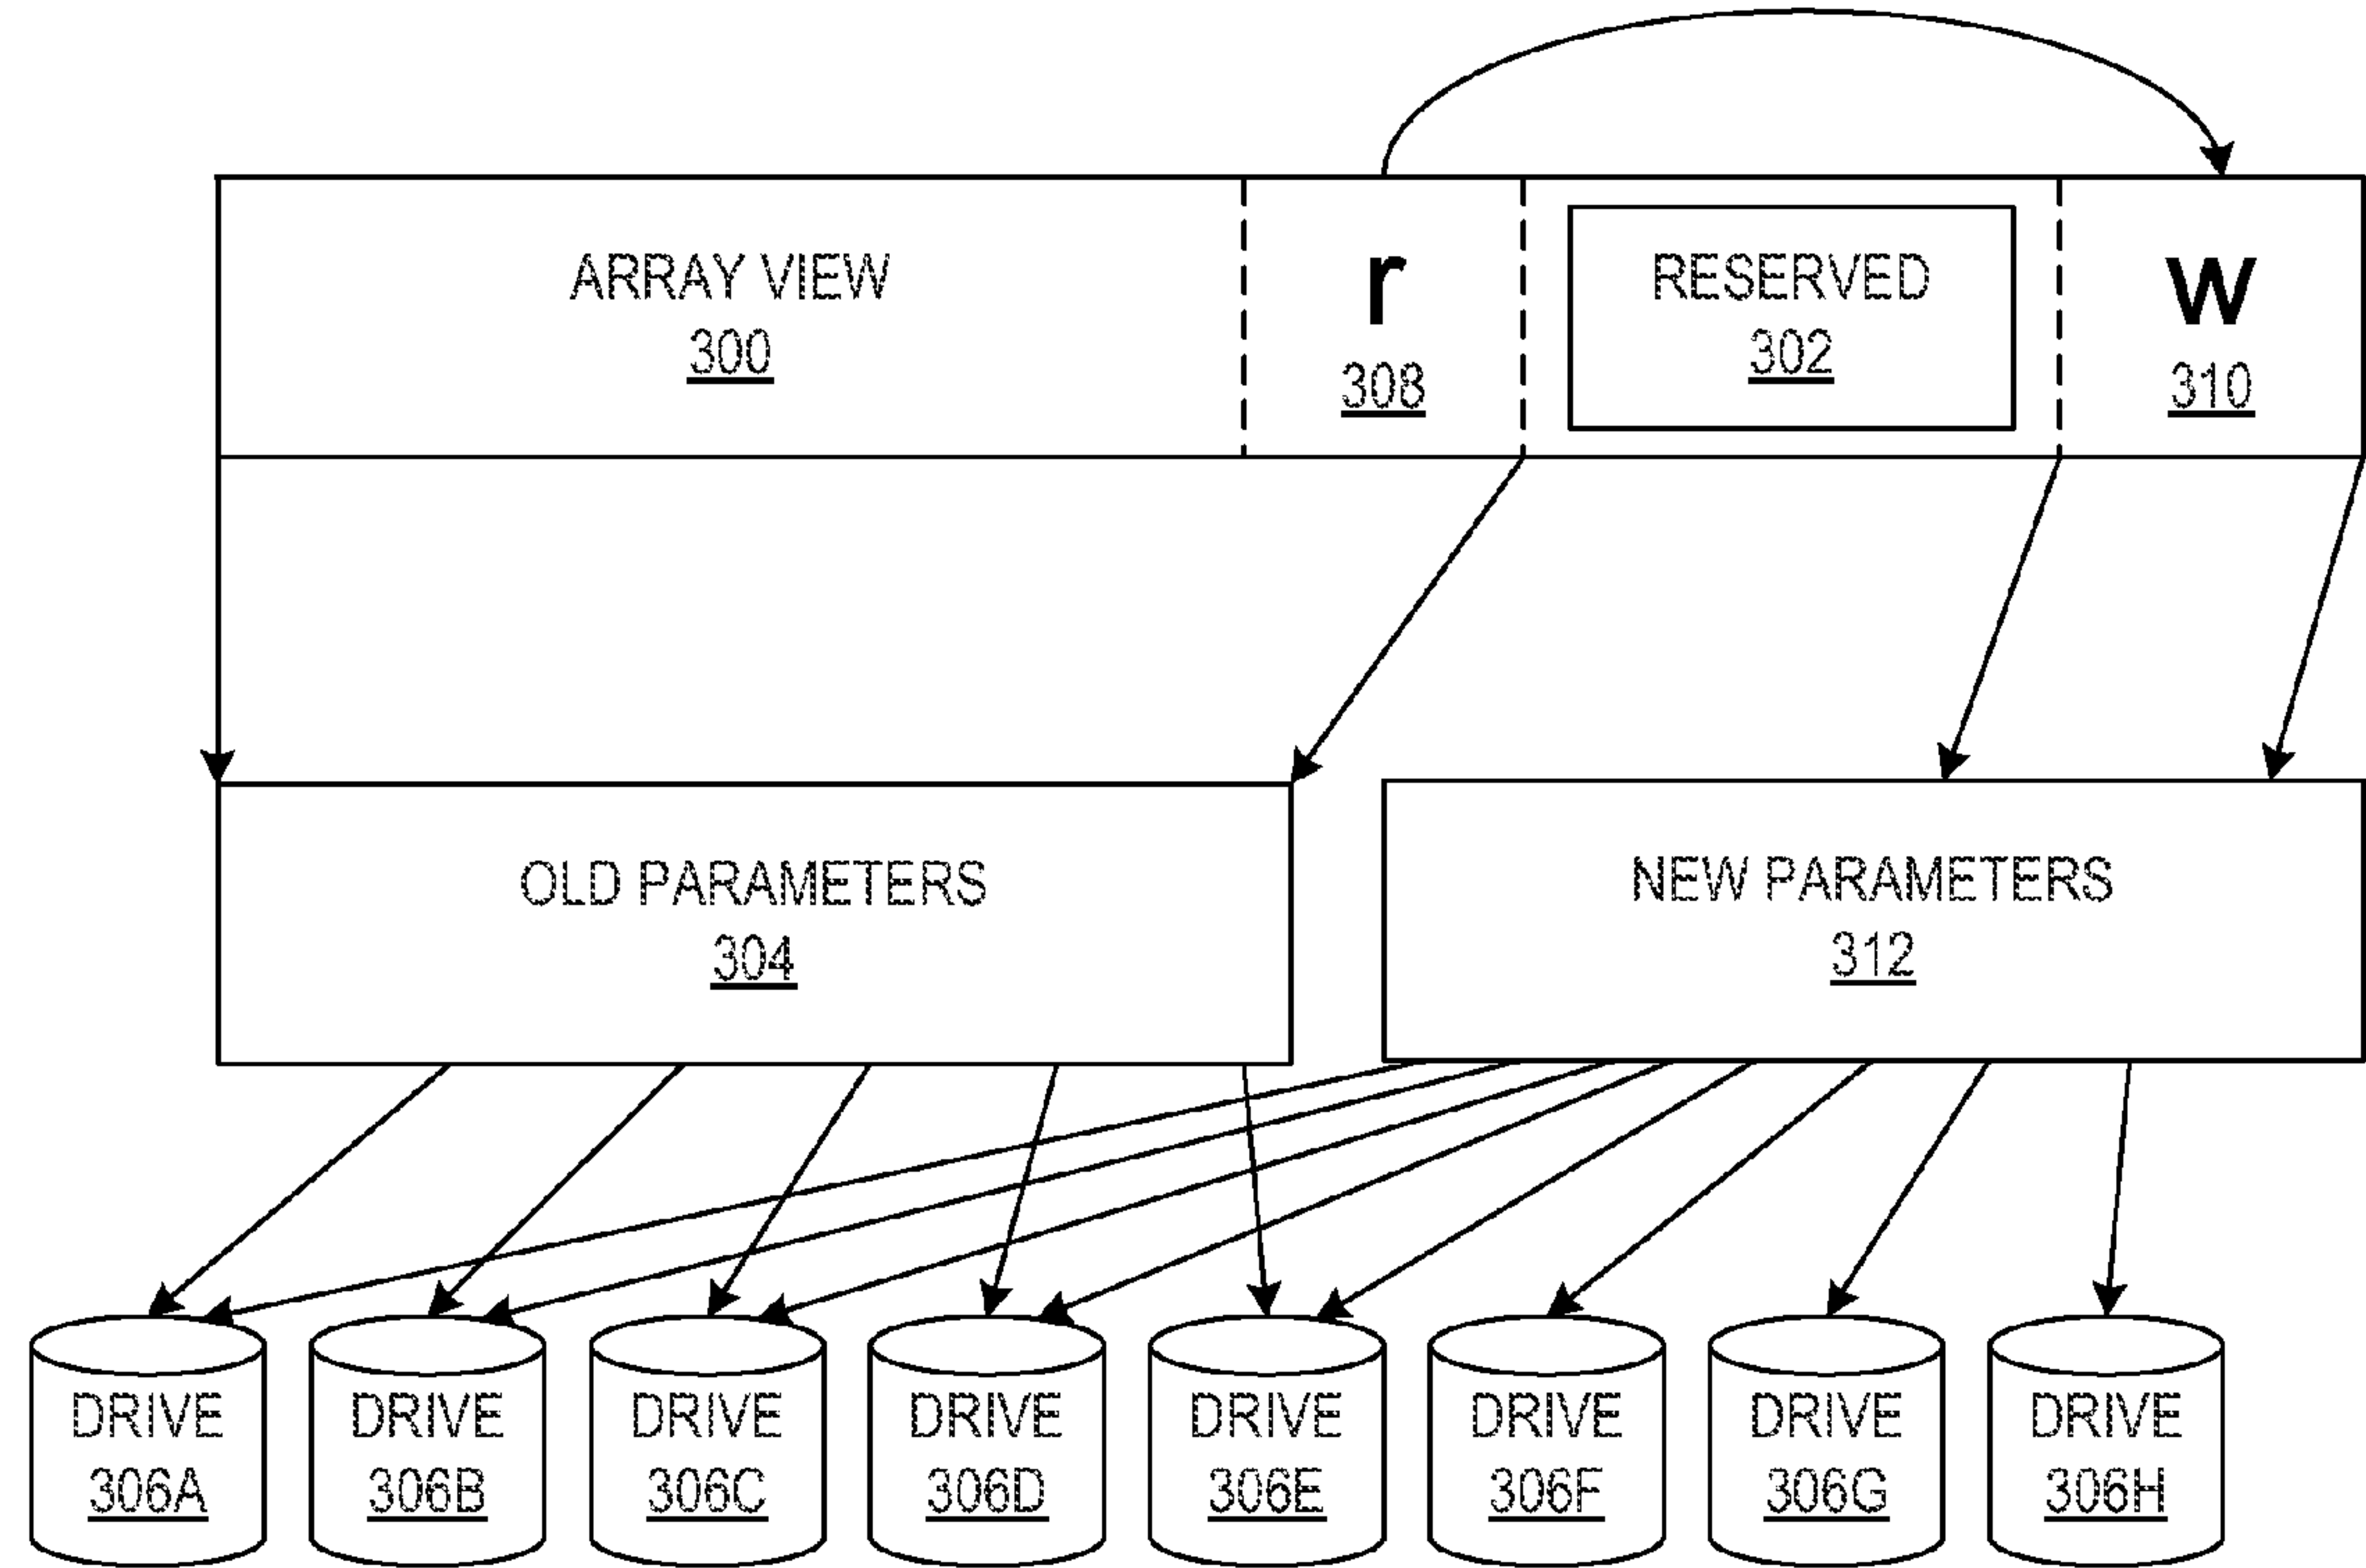 ARRAY VIEW
300
r
308
RESERVED
302
w
310
OLD PARAMETERS
304
NEW PARAMETERS
312
DRIVE
306A
DRIVE
306B
DRIVE
306C
DRIVE
306D
DRIVE
306E
DRIVE
306F
DRIVE
306G
DRIVE
306H